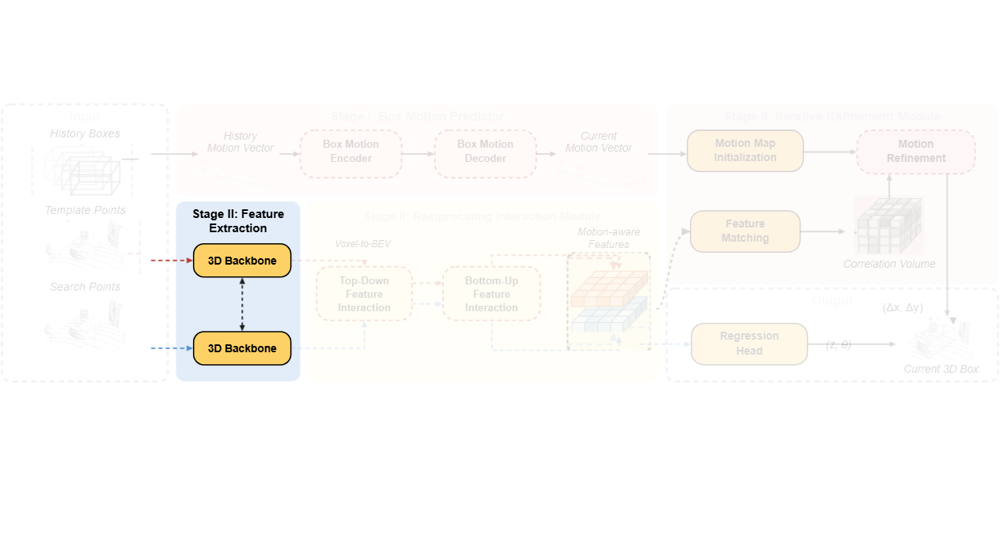 Input
History Boxes
Template Points
Search Points
Stage I: Box Motion Predictor
History
Motion Vector
Box Motion
Encoder
Box Motion
Decoder
Current
Motion Vector
Stage II: Feature
Extraction
3D Backbone
3D Backbone
Stage II: Reciprocating Interaction Module
Voxel-to-BEV
Top-Down
Feature
Interaction
Bottom-Up
Feature
Interaction
Motion-aware
Features
Stage II: Iterative Refinement Module
Motion Map
Initialization
Motion
Refinement
Feature
Matching
Correlation Volume
Output
(Δx, Δy)
Regression
Head
(z, θ)
Current 3D Box